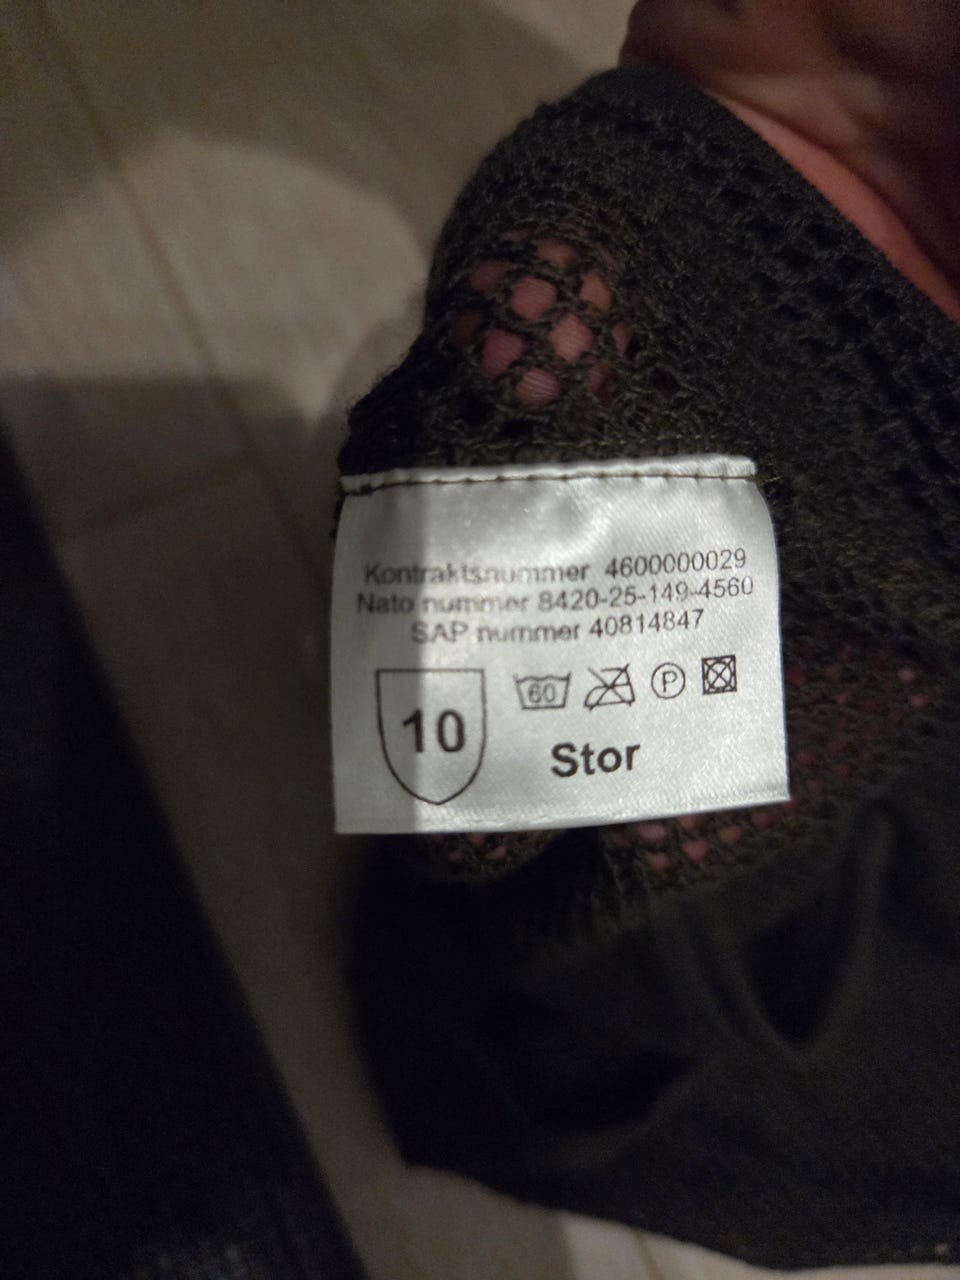 Kontraktsnummer 4600000029
Nato nummer 8420-25-149-4560
SAP nummer 40814847
60 P
10 Stor